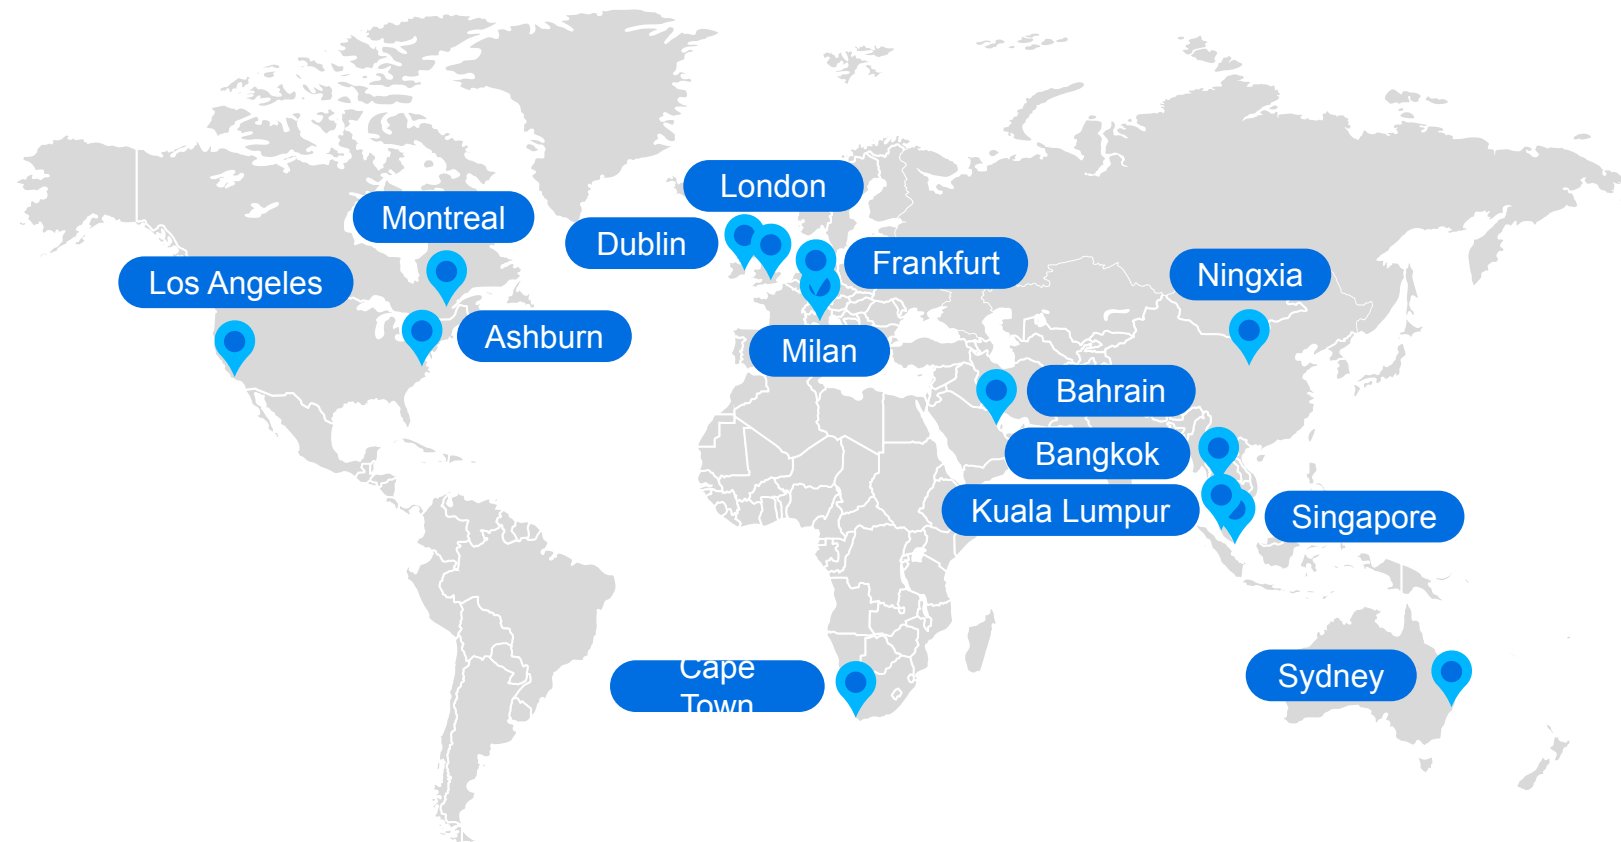 London
Montreal
Dublin
Frankfurt
Ningxia
Los Angeles
Ashburn
Milan
Bahrain
Bangkok
Kuala Lumpur
Singapore
Cape
Town
Sydney